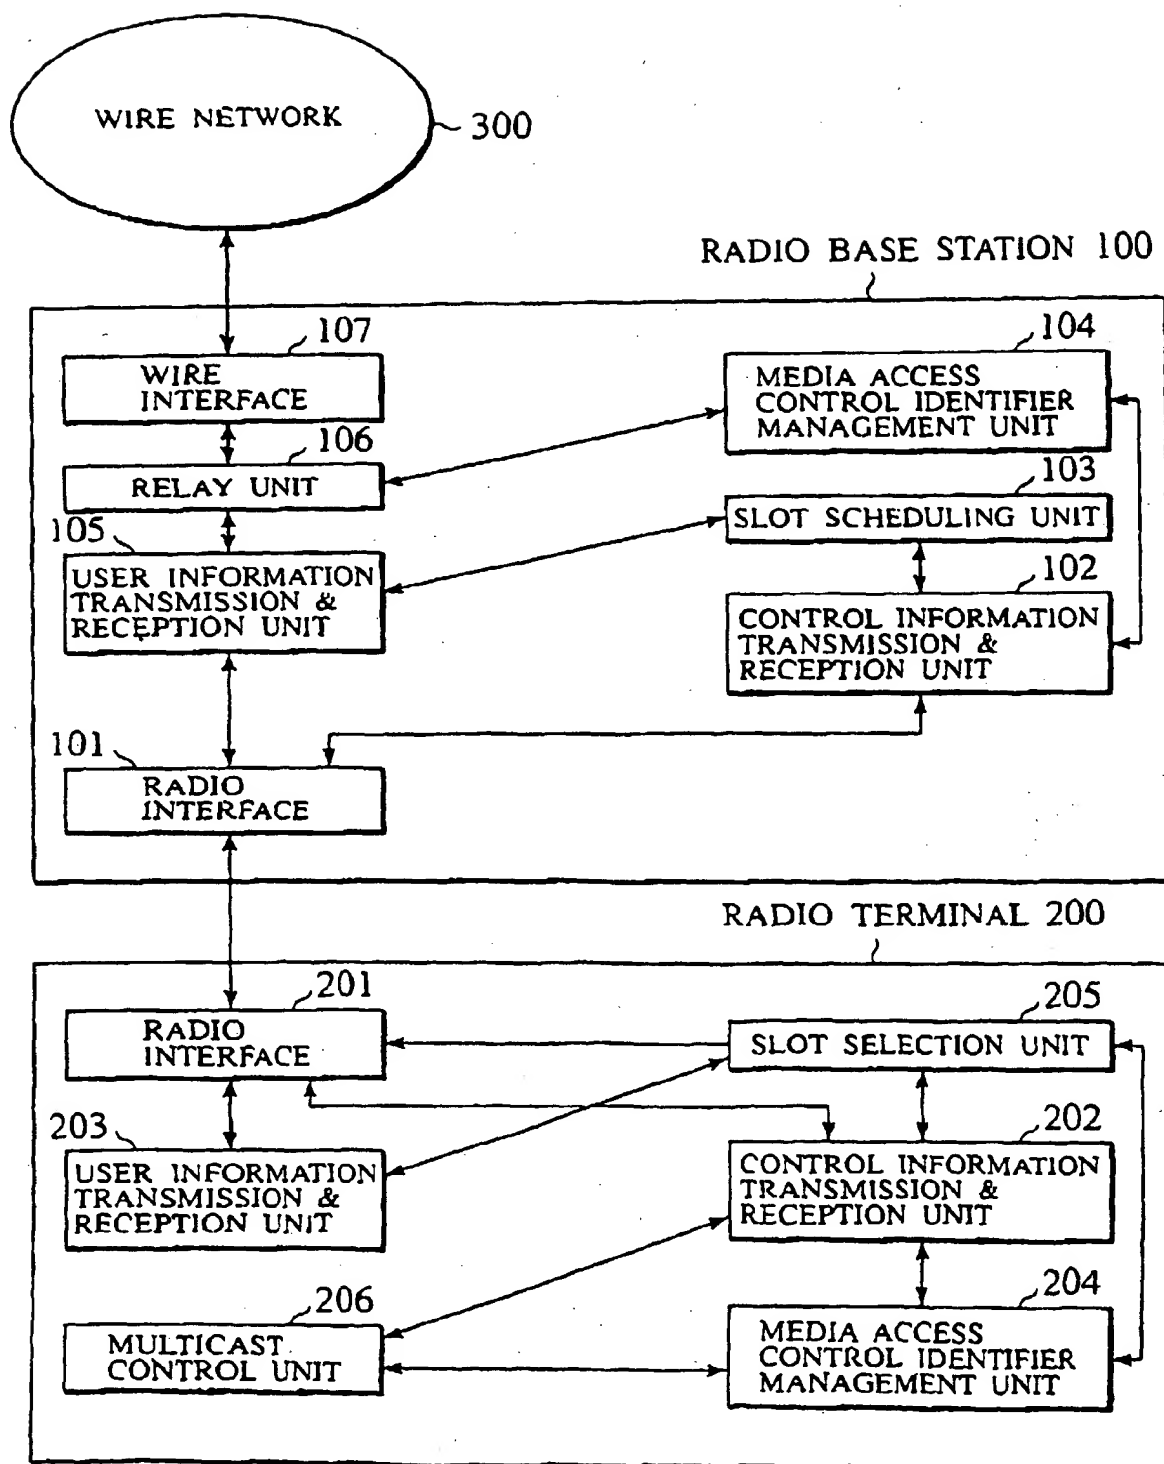 WIRE NETWORK
300
RADIO BASE STATION 100
107
WIRE
INTERFACE
104
MEDIA ACCESS
CONTROL IDENTIFIER
MANAGEMENT UNIT
106
RELAY UNIT
103
SLOT SCHEDULING UNIT
105
USER INFORMATION
TRANSMISSION &
RECEPTION UNIT
102
CONTROL INFORMATION
TRANSMISSION &
RECEPTION UNIT
101
RADIO
INTERFACE
RADIO TERMINAL 200
201
RADIO
INTERFACE
205
SLOT SELECTION UNIT
203
USER INFORMATION
TRANSMISSION &
RECEPTION UNIT
202
CONTROL INFORMATION
TRANSMISSION &
RECEPTION UNIT
206
MULTICAST
CONTROL UNIT
204
MEDIA ACCESS
CONTROL IDENTIFIER
MANAGEMENT UNIT